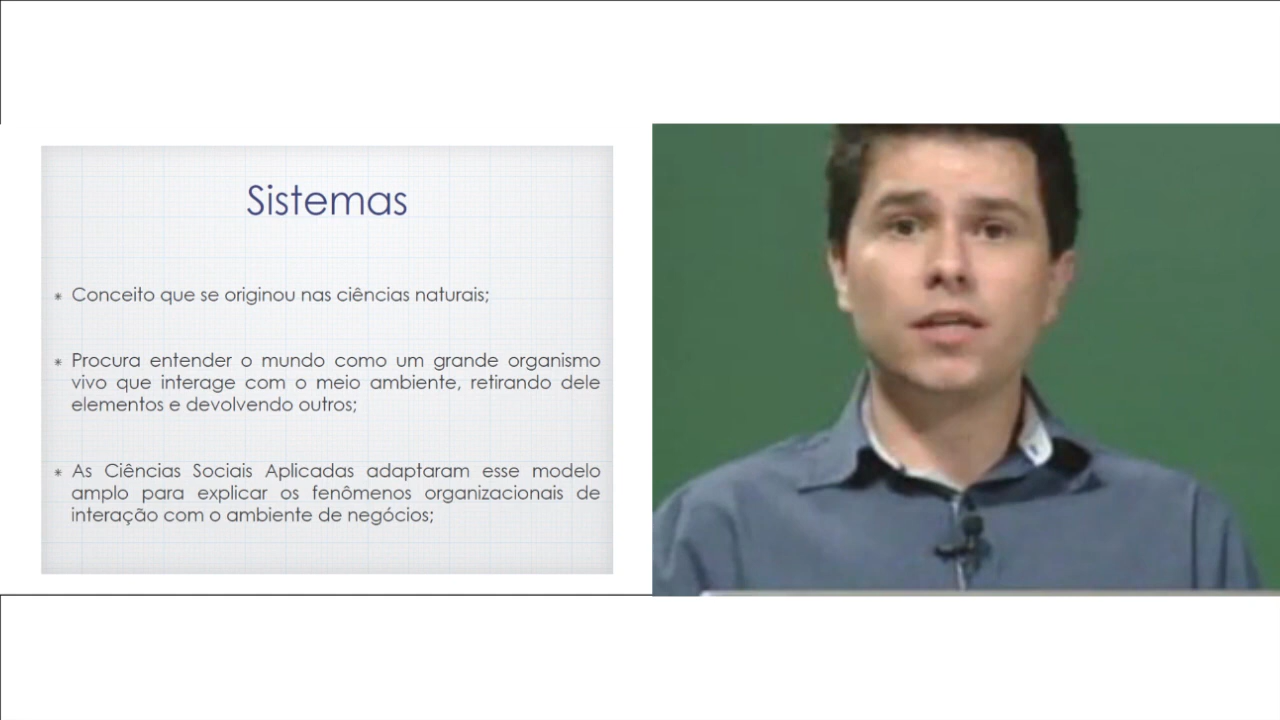 Sistemas
* Conceito que se originou nas ciências naturais;
* Procura entender o mundo como um grande organismo
vivo que interage com o meio ambiente, retirando dele
elementos e devolvendo outros;
* As Ciências Sociais Aplicadas adaptaram esse modelo
amplo para explicar os fenômenos organizacionais de
interação com o ambiente de negócios;